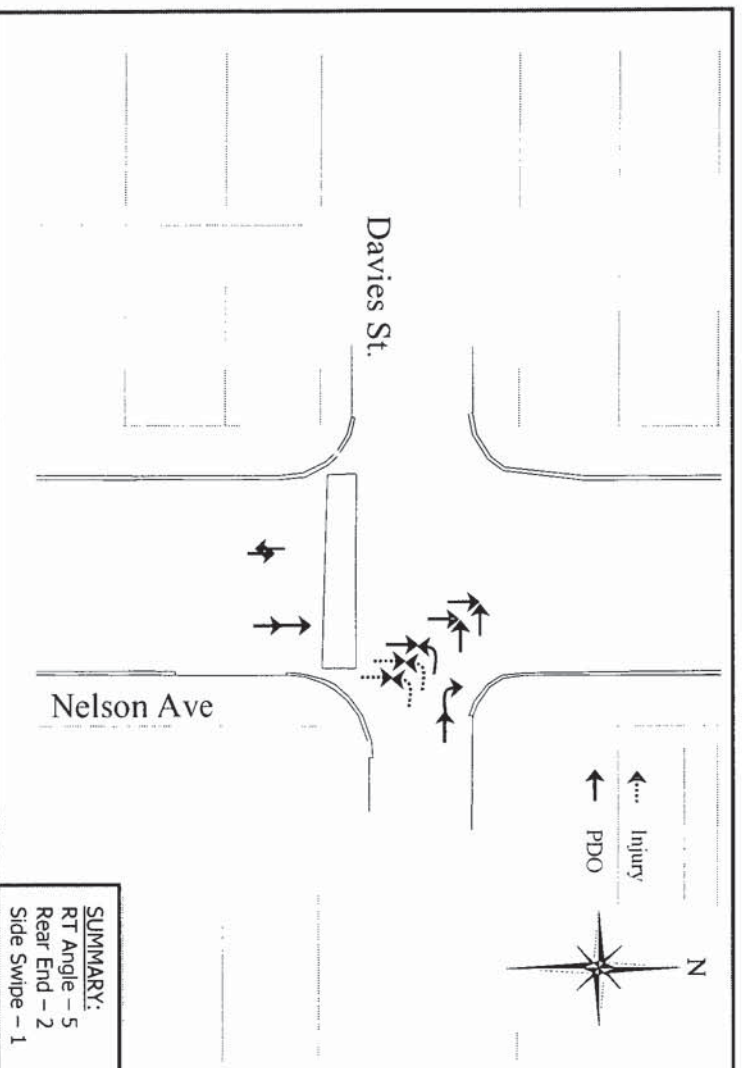 Davies St.
Nelson Ave
Injury
PDO
N
SUMMARY:
RT Angle – 5
Rear End – 2
Side Swipe – 1